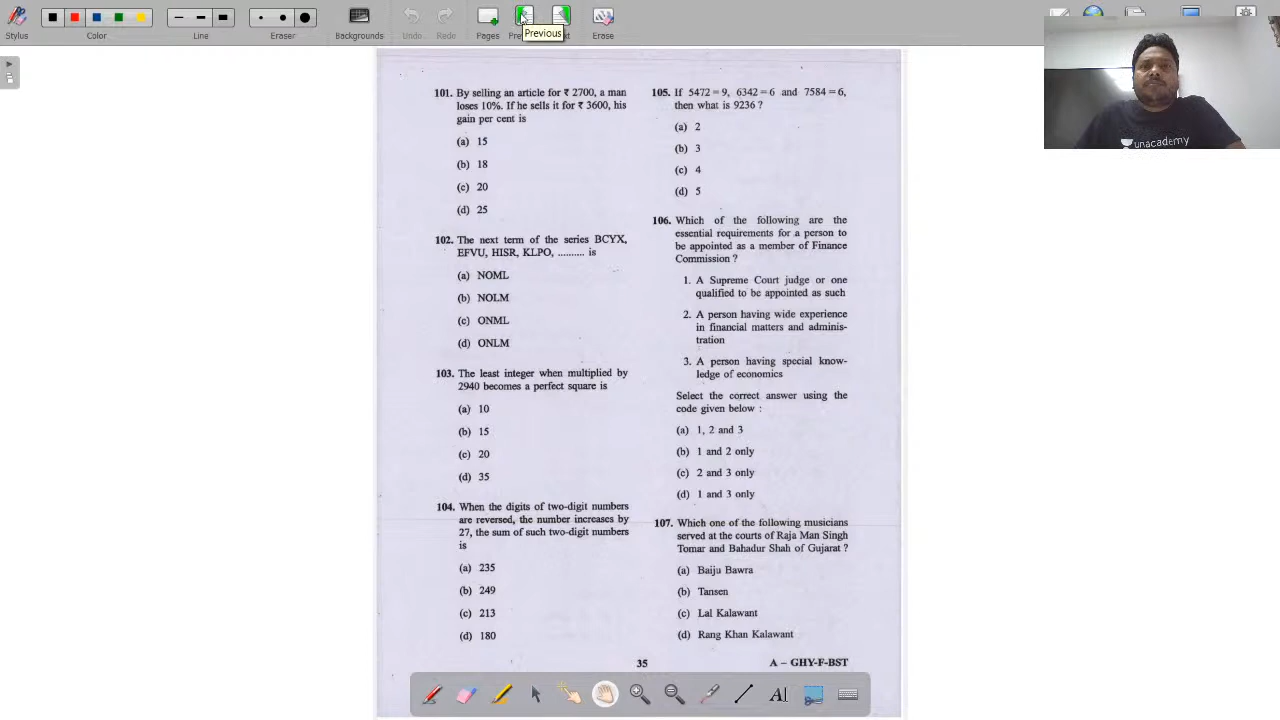 Stylus
Color
Line
Eraser
Backgrounds
Undo
Redo
Pages
Previous
Erase
unacademy
101. By selling an article for ₹ 2700, a man
loses 10%. If he sells it for ₹ 3600, his
gain per cent is
(a) 15
(b) 18
(c) 20
(d) 25
102. The next term of the series BCYX,
EFVU, HISR, KLPO, .......... is
(a) NOML
(b) NOLM
(c) ONML
(d) ONLM
103. The least integer when multiplied by
2940 becomes a perfect square is
(a) 10
(b) 15
(c) 20
(d) 35
104. When the digits of two-digit numbers
are reversed, the number increases by
27, the sum of such two-digit numbers
is
(a) 235
(b) 249
(c) 213
(d) 180
105. If 5472 = 9, 6342 = 6 and 7584 = 6,
then what is 9236 ?
(a) 2
(b) 3
(c) 4
(d) 5
106. Which of the following are the
essential requirements for a person to
be appointed as a member of Finance
Commission ?
1. A Supreme Court judge or one
qualified to be appointed as such
2. A person having wide experience
in financial matters and adminis-
tration
3. A person having special know-
ledge of economics
Select the correct answer using the
code given below :
(a) 1, 2 and 3
(b) 1 and 2 only
(c) 2 and 3 only
(d) 1 and 3 only
107. Which one of the following musicians
served at the courts of Raja Man Singh
Tomar and Bahadur Shah of Gujarat ?
(a) Baiju Bawra
(b) Tansen
(c) Lal Kalawant
(d) Rang Khan Kalawant
35
A – GHY-F-BST